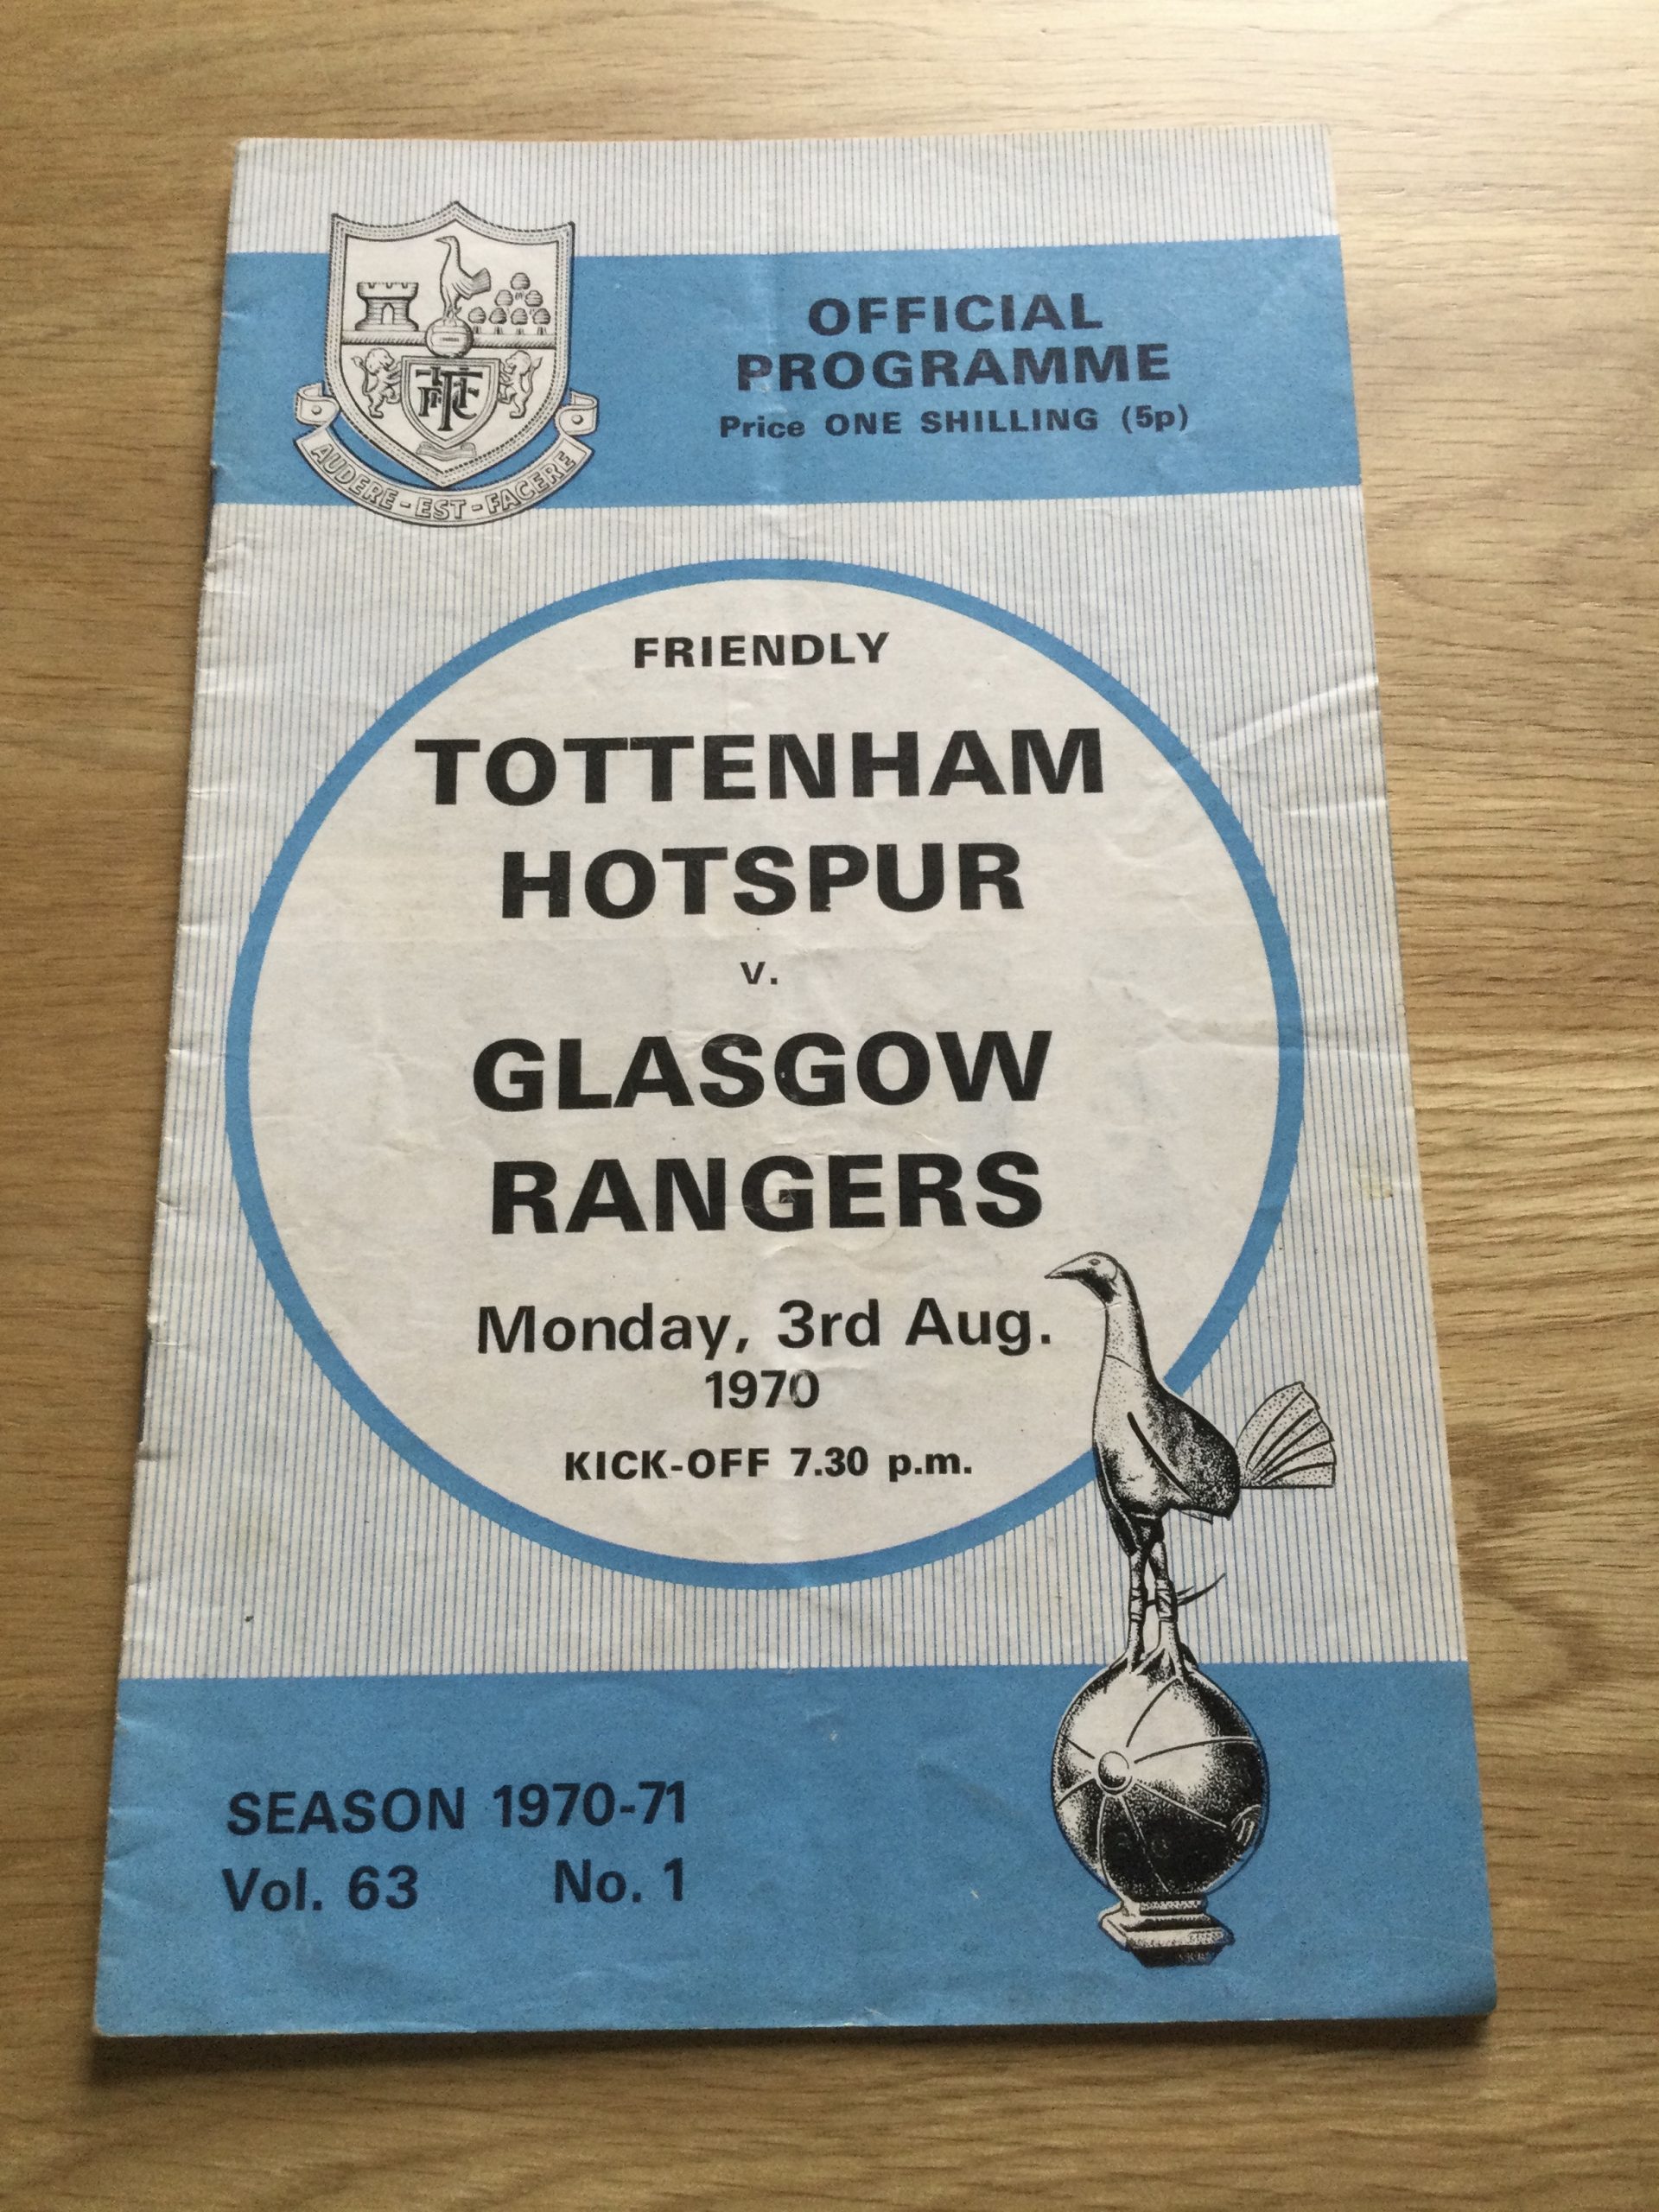 OFFICIAL
PROGRAMME
Price ONE SHILLING (5p)
AUDERE - EST - FACERE
FRIENDLY
TOTTENHAM
HOTSPUR
v.
GLASGOW
RANGERS
Monday, 3rd Aug.
1970
KICK-OFF 7.30 p.m.
SEASON 1970-71
Vol. 63 No. 1